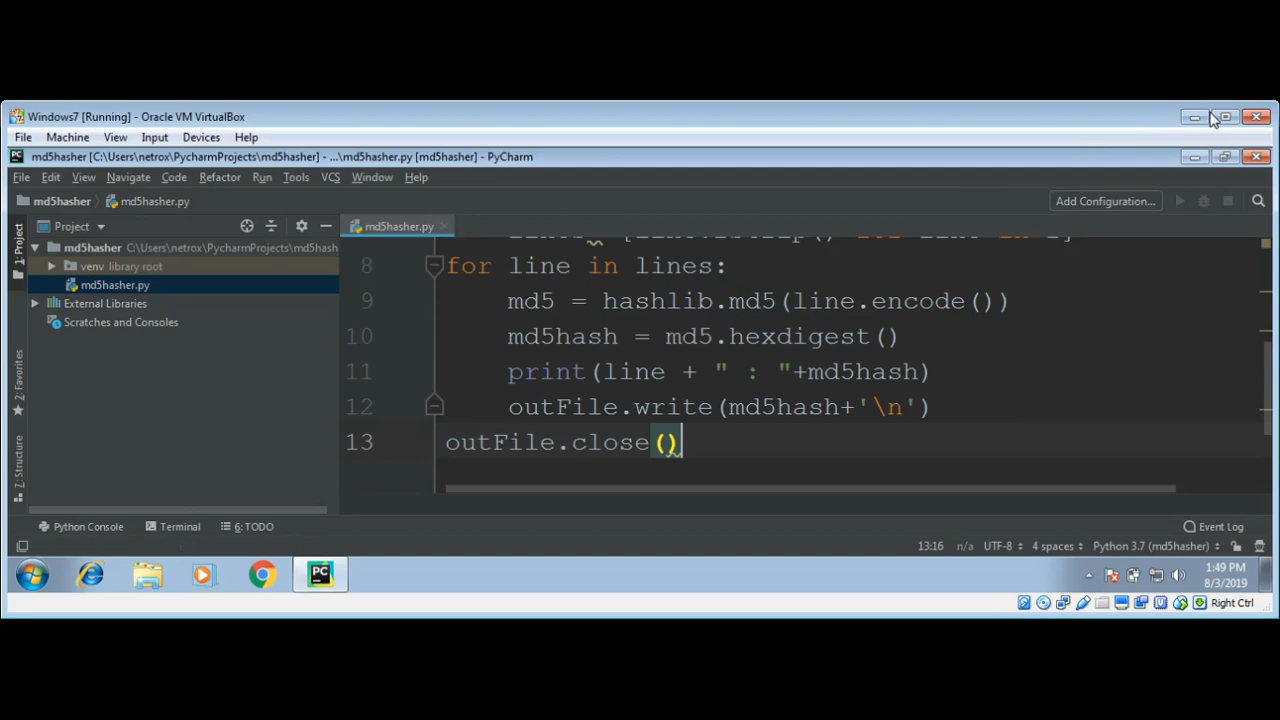 Windows7 [Running] - Oracle VM VirtualBox
File Machine View Input Devices Help
md5hasher [C:\Users\netrox\PycharmProjects\md5hasher] - ...\md5hasher.py [md5hasher] - PyCharm
File Edit View Navigate Code Refactor Run Tools VCS Window Help
md5hasher md5hasher.py Add Configuration...
1: Project
Project
md5hasher.py
md5hasher C:\Users\netrox\PycharmProjects\md5hash
venv library root
md5hasher.py
External Libraries
Scratches and Consoles
2: Favorites
7: Structure
8 for line in lines:
9 md5 = hashlib.md5(line.encode())
10 md5hash = md5.hexdigest()
11 print(line + " : "+md5hash)
12 outFile.write(md5hash+'\n')
13 outFile.close()
Python Console Terminal 6: TODO Event Log
13:16 n/a UTF-8 4 spaces Python 3.7 (md5hasher)
PC
1:49 PM
8/3/2019
Right Ctrl